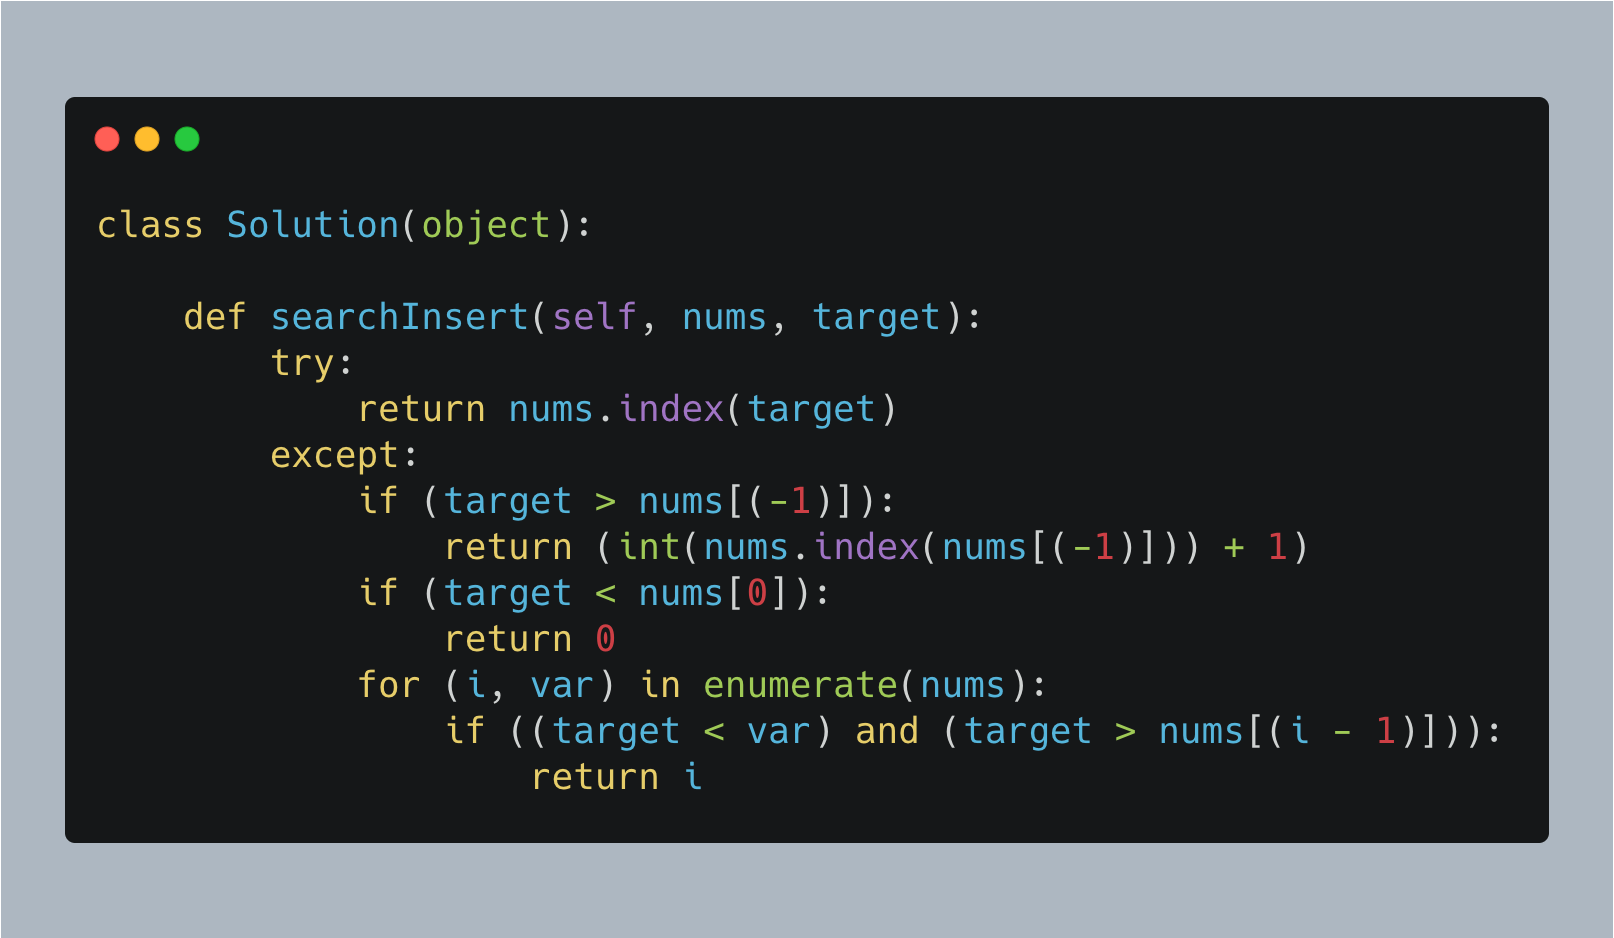 class Solution(object):

    def searchInsert(self, nums, target):
        try:
            return nums.index(target)
        except:
            if (target > nums[(-1)]):
                return (int(nums.index(nums[(-1)])) + 1)
            if (target < nums[0]):
                return 0
            for (i, var) in enumerate(nums):
                if ((target < var) and (target > nums[(i - 1)])):
                    return i